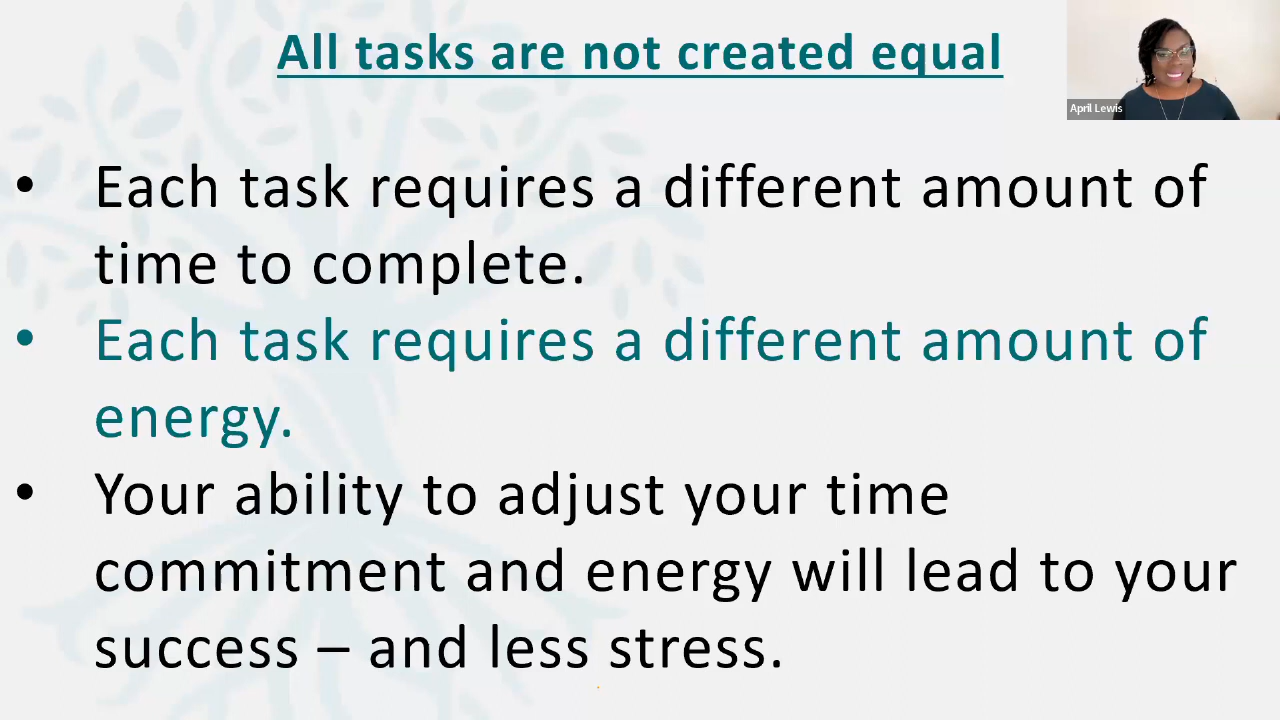 All tasks are not created equal
April Lewis
• Each task requires a different amount of
time to complete.
• Each task requires a different amount of
energy.
• Your ability to adjust your time
commitment and energy will lead to your
success – and less stress.